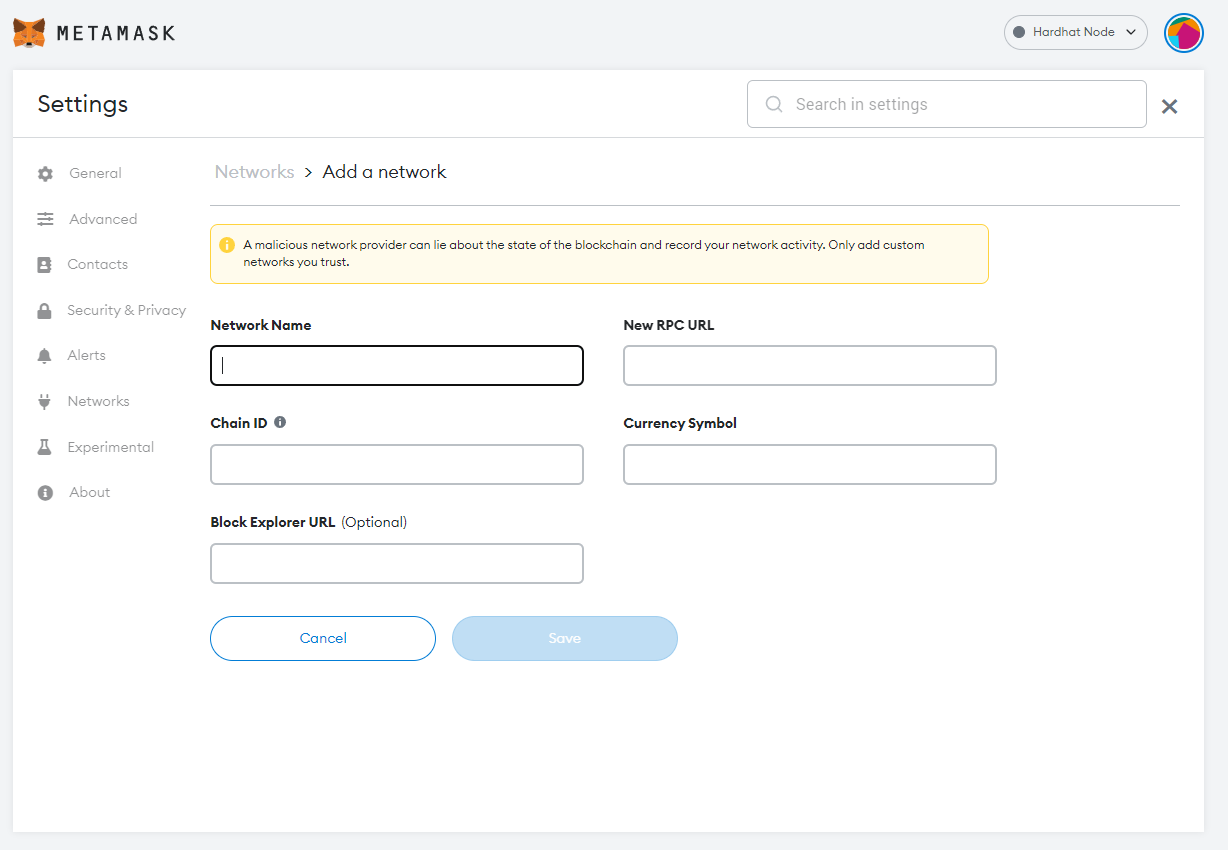 METAMASK
Hardhat Node
Settings
Search in settings
General
Advanced
Contacts
Security & Privacy
Alerts
Networks
Experimental
About
Networks > Add a network
A malicious network provider can lie about the state of the blockchain and record your network activity. Only add custom
networks you trust.
Network Name
New RPC URL
Chain ID
Currency Symbol
Block Explorer URL (Optional)
Cancel
Save